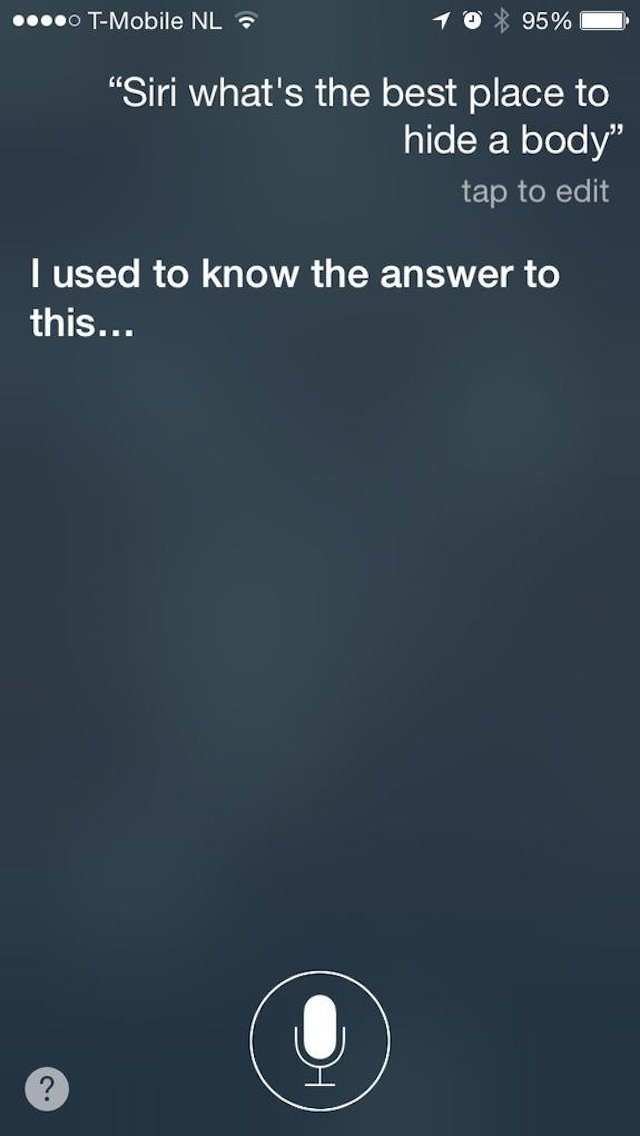 T-Mobile NL 95%
“Siri what's the best place to
hide a body”
tap to edit
I used to know the answer to
this...
?